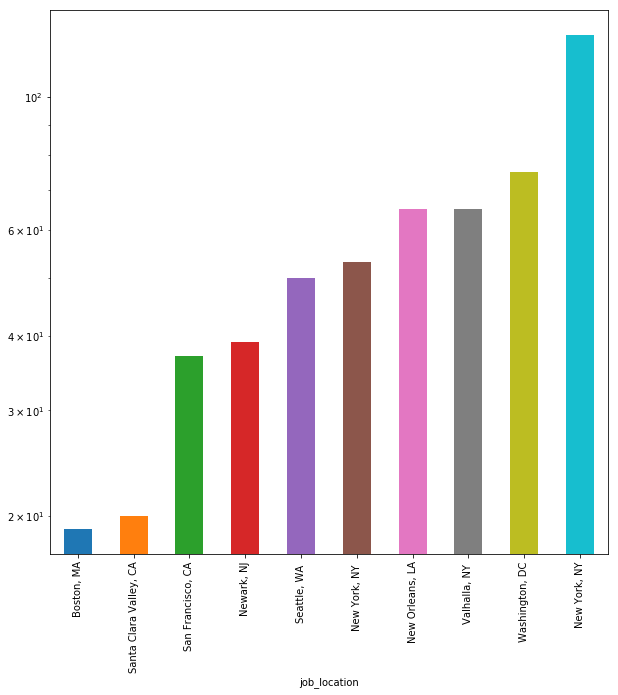 10²
6 × 10¹
4 × 10¹
3 × 10¹
2 × 10¹
Boston, MA
Santa Clara Valley, CA
San Francisco, CA
Newark, NJ
Seattle, WA
New York, NY
New Orleans, LA
Valhalla, NY
Washington, DC
New York, NY
job_location